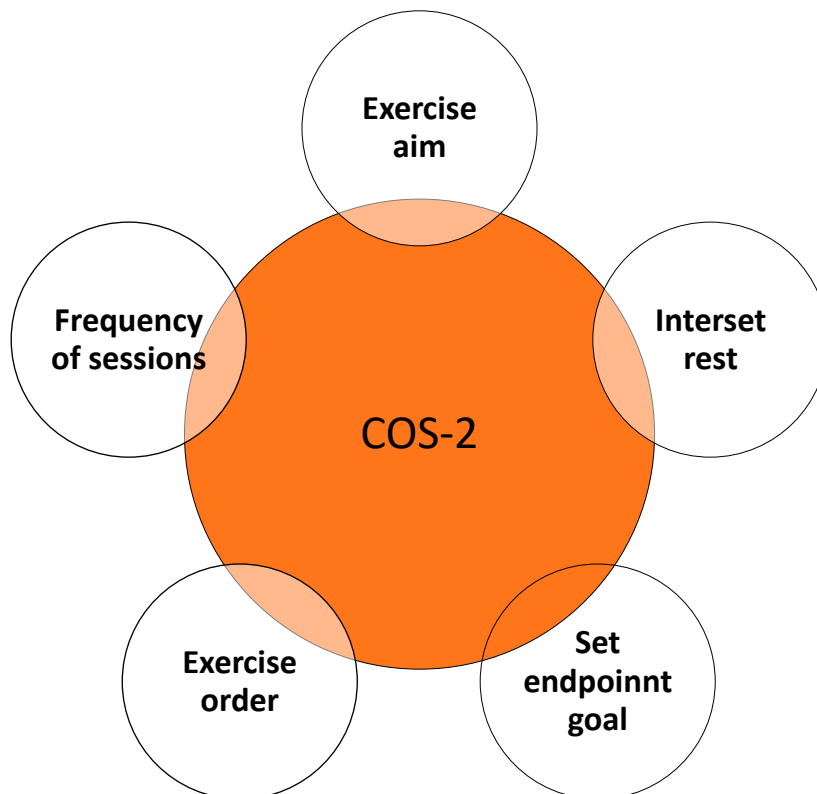 Exercise
aim
Frequency
of sessions
Interset
rest
COS-2
Exercise
order
Set
endpoinnt
goal